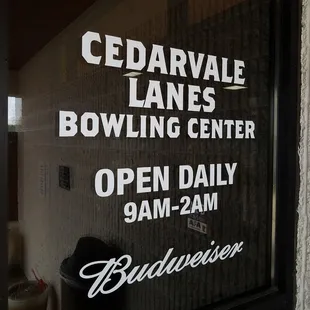 CEDARVALE
LANES
BOWLING CENTER
OPEN DAILY
9AM-2AM
Budweiser